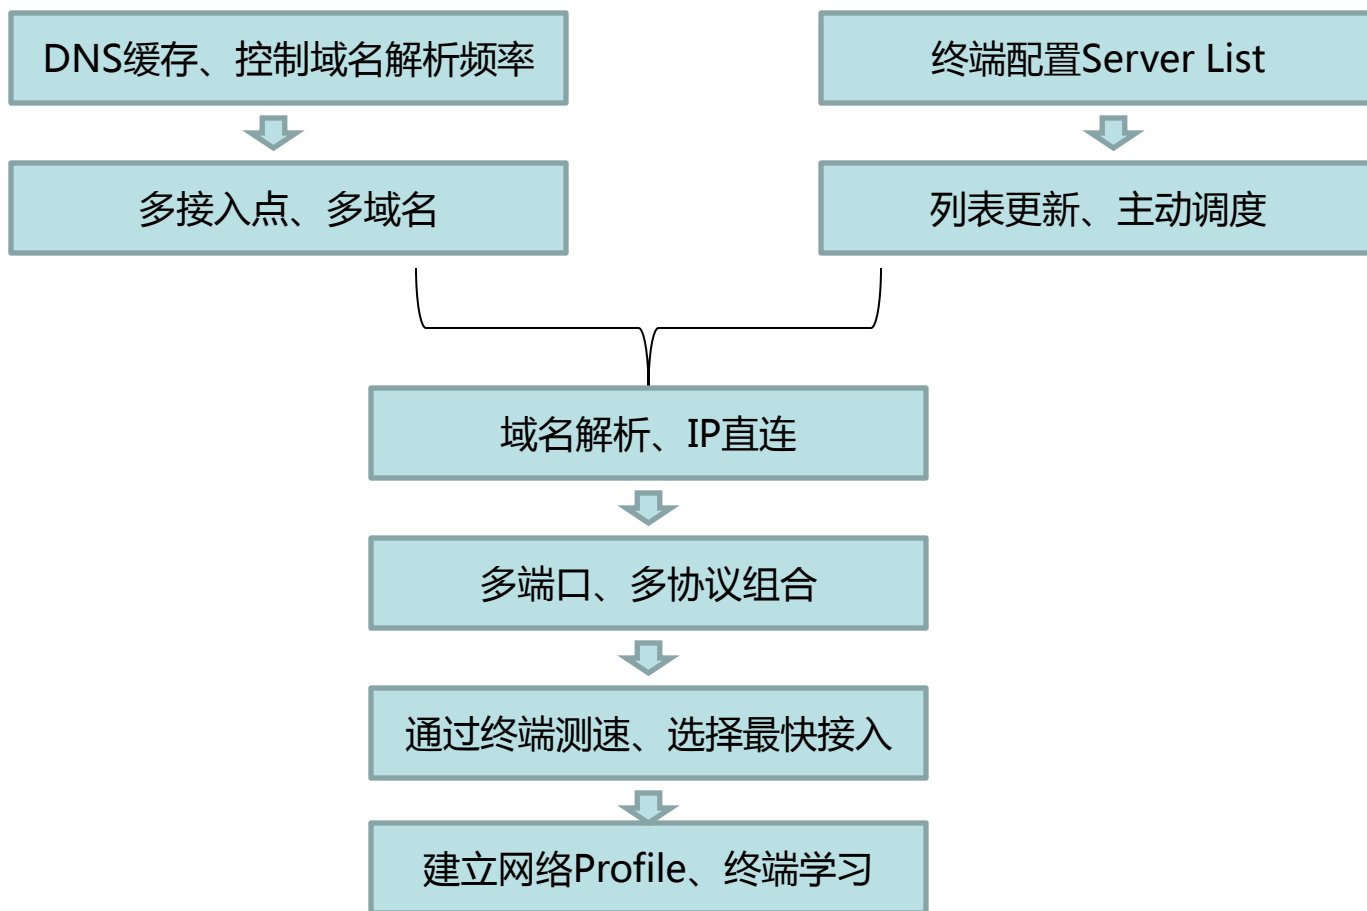 DNS缓存、控制域名解析频率
终端配置Server List
多接入点、多域名
列表更新、主动调度
域名解析、IP直连
多端口、多协议组合
通过终端测速、选择最快接入
建立网络Profile、终端学习